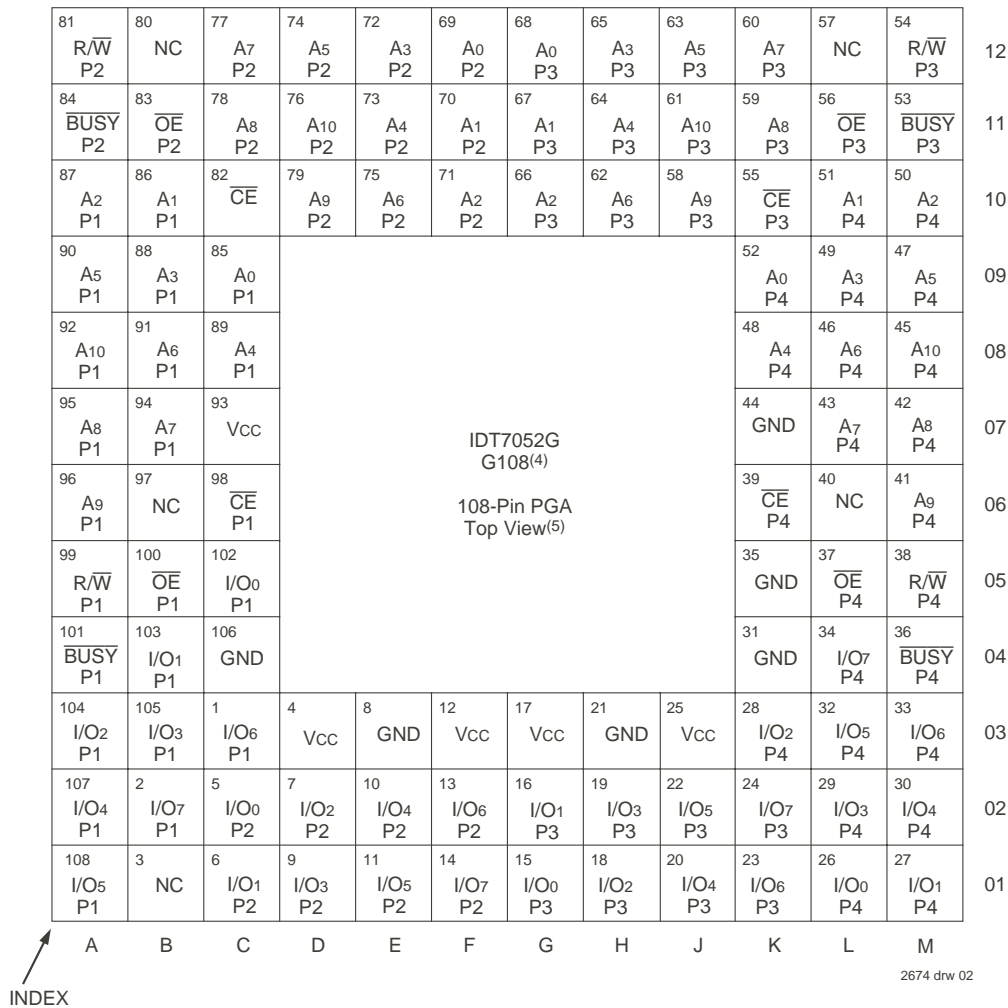 81 80 77 74 72 69 68 65 63 60 57 54
R/W̅ NC A7 A5 A3 A0 A0 A3 A5 A7 NC R/W̅ 12
P2 P2 P2 P2 P2 P3 P3 P3 P3 P3
84 83 78 76 73 70 67 64 61 59 56 53
B̅U̅S̅Y̅ O̅E̅ A8 A10 A4 A1 A1 A4 A10 A8 O̅E̅ B̅U̅S̅Y̅ 11
P2 P2 P2 P2 P2 P2 P3 P3 P3 P3 P3 P3
87 86 82 79 75 71 66 62 58 55 51 50
A2 A1 C̅E̅ A9 A6 A2 A2 A6 A9 C̅E̅ A1 A2 10
P1 P1 P2 P2 P2 P3 P3 P3 P3 P4 P4
90 88 85 52 49 47
A5 A3 A0 A0 A3 A5 09
P1 P1 P1 P4 P4 P4
92 91 89 48 46 45
A10 A6 A4 A4 A6 A10 08
P1 P1 P1 P4 P4 P4
95 94 93 44 43 42
A8 A7 VCC GND A7 A8 07
P1 P1 P4 P4
IDT7052G
G108(4)
108-Pin PGA
Top View(5)
96 97 98 39 40 41
A9 NC C̅E̅ C̅E̅ NC A9 06
P1 P1 P4 P4
99 100 102 35 37 38
R/W̅ O̅E̅ I/O0 GND O̅E̅ R/W̅ 05
P1 P1 P1 P4 P4
101 103 106 31 34 36
B̅U̅S̅Y̅ I/O1 GND GND I/O7 B̅U̅S̅Y̅ 04
P1 P1 P4 P4
104 105 1 4 8 12 17 21 25 28 32 33
I/O2 I/O3 I/O6 VCC GND VCC VCC GND VCC I/O2 I/O5 I/O6 03
P1 P1 P1 P4 P4 P4
107 2 5 7 10 13 16 19 22 24 29 30
I/O4 I/O7 I/O0 I/O2 I/O4 I/O6 I/O1 I/O3 I/O5 I/O7 I/O3 I/O4 02
P1 P1 P2 P2 P2 P2 P3 P3 P3 P3 P4 P4
108 3 6 9 11 14 15 18 20 23 26 27
I/O5 NC I/O1 I/O3 I/O5 I/O7 I/O0 I/O2 I/O4 I/O6 I/O0 I/O1 01
P1 P2 P2 P2 P2 P3 P3 P3 P3 P4 P4
A B C D E F G H J K L M
2674 drw 02
INDEX